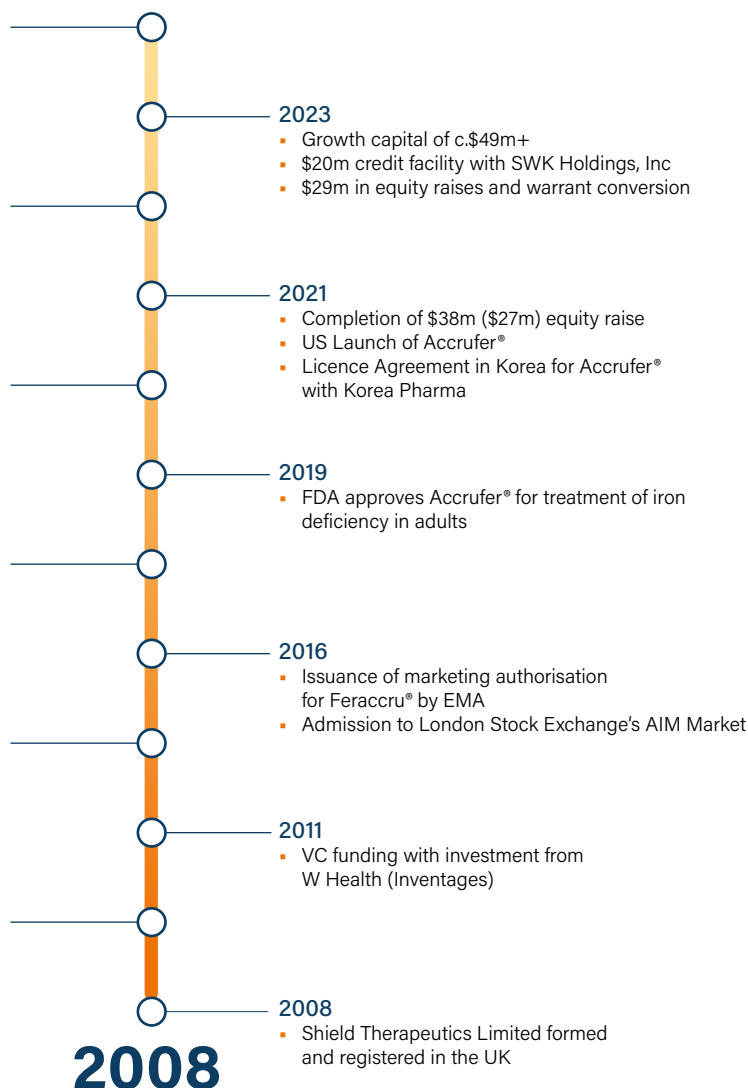 2023
▪ Growth capital of c.$49m+
▪ $20m credit facility with SWK Holdings, Inc
▪ $29m in equity raises and warrant conversion
2021
▪ Completion of $38m ($27m) equity raise
▪ US Launch of Accrufer®
▪ Licence Agreement in Korea for Accrufer®
with Korea Pharma
2019
▪ FDA approves Accrufer® for treatment of iron
deficiency in adults
2016
▪ Issuance of marketing authorisation
for Feraccru® by EMA
▪ Admission to London Stock Exchange’s AIM Market
2011
▪ VC funding with investment from
W Health (Inventages)
2008
▪ Shield Therapeutics Limited formed
and registered in the UK
2008